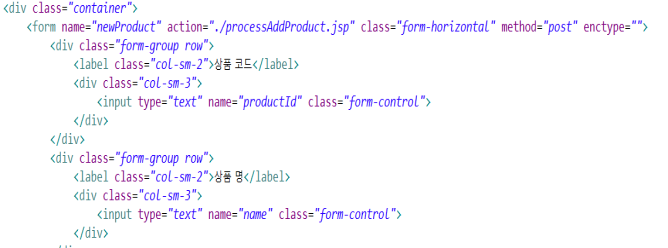 <div class="container">
<form name="newProduct" action="./processAddProduct.jsp" class="form-horizontal" method="post" enctype="">
<div class="form-group row">
<label class="col-sm-2">상품 코드</label>
<div class="col-sm-3">
<input type="text" name="productId" class="form-control">
</div>
</div>
<div class="form-group row">
<label class="col-sm-2">상품 명</label>
<div class="col-sm-3">
<input type="text" name="name" class="form-control">
</div>